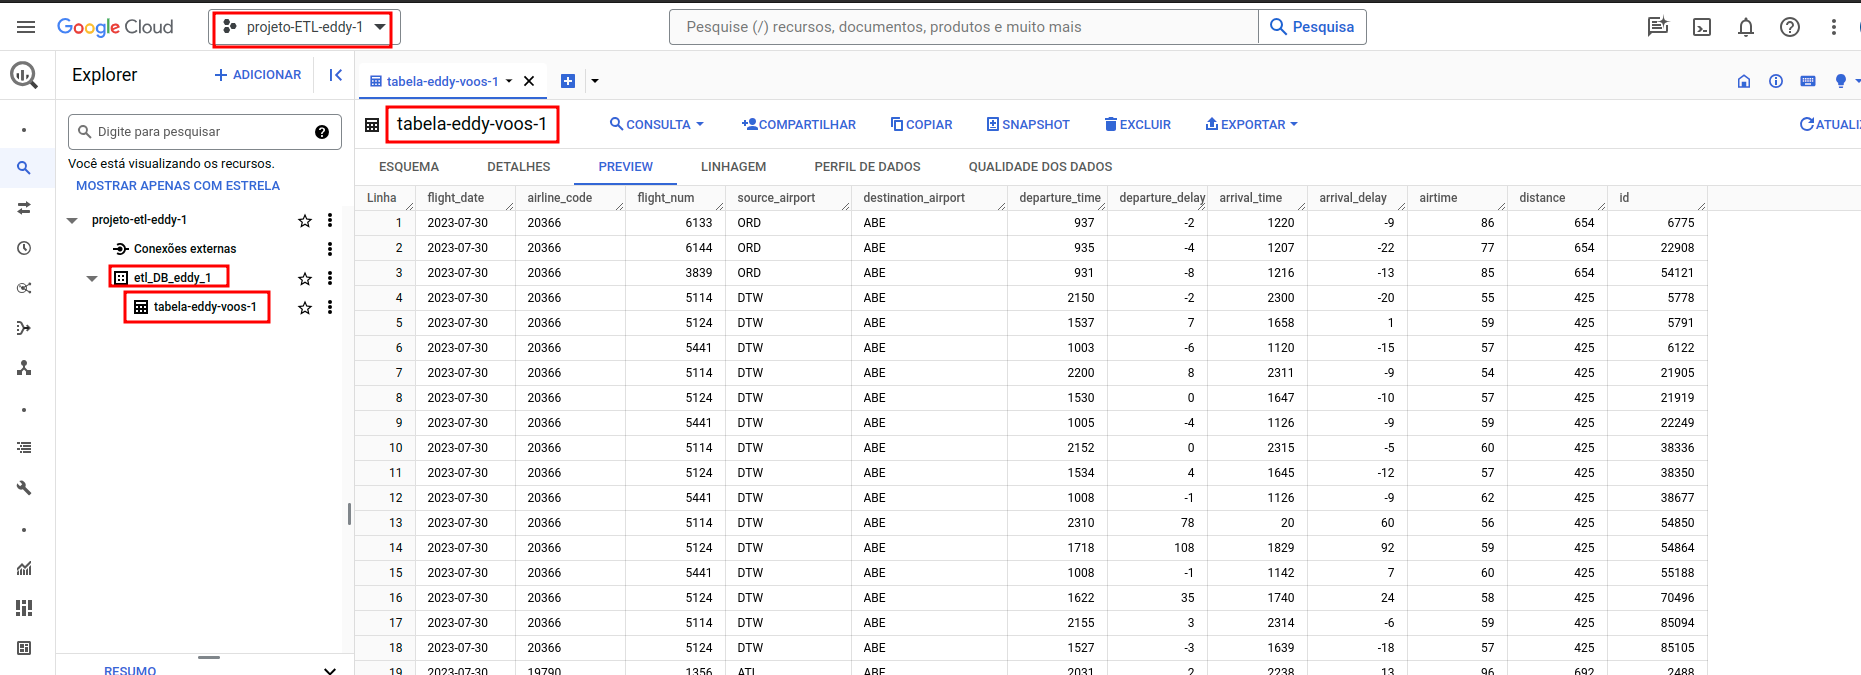 Google Cloud projeto-ETL-eddy-1 Pesquise (/) recursos, documentos, produtos e muito mais Pesquisa
Explorer + ADICIONAR
tabela-eddy-voos-1
Digite para pesquisar
Você está visualizando os recursos.
MOSTRAR APENAS COM ESTRELA
projeto-etl-eddy-1
Conexões externas
etl_DB_eddy_1
tabela-eddy-voos-1
RESUMO
tabela-eddy-voos-1 CONSULTA COMPARTILHAR COPIAR SNAPSHOT EXCLUIR EXPORTAR
ESQUEMA DETALHES PREVIEW LINHAGEM PERFIL DE DADOS QUALIDADE DOS DADOS
Linha flight_date airline_code flight_num source_airport destination_airport departure_time departure_delay arrival_time arrival_delay airtime distance id
1 2023-07-30 20366 6133 ORD ABE 937 -2 1220 -9 86 654 6775
2 2023-07-30 20366 6144 ORD ABE 935 -4 1207 -22 77 654 22908
3 2023-07-30 20366 3839 ORD ABE 931 -8 1216 -13 85 654 54121
4 2023-07-30 20366 5114 DTW ABE 2150 -2 2300 -20 55 425 5778
5 2023-07-30 20366 5124 DTW ABE 1537 7 1658 1 59 425 5791
6 2023-07-30 20366 5441 DTW ABE 1003 -6 1120 -15 57 425 6122
7 2023-07-30 20366 5114 DTW ABE 2200 8 2311 -9 54 425 21905
8 2023-07-30 20366 5124 DTW ABE 1530 0 1647 -10 57 425 21919
9 2023-07-30 20366 5441 DTW ABE 1005 -4 1126 -9 59 425 22249
10 2023-07-30 20366 5114 DTW ABE 2152 0 2315 -5 60 425 38336
11 2023-07-30 20366 5124 DTW ABE 1534 4 1645 -12 57 425 38350
12 2023-07-30 20366 5441 DTW ABE 1008 -1 1126 -9 62 425 38677
13 2023-07-30 20366 5114 DTW ABE 2310 78 20 60 56 425 54850
14 2023-07-30 20366 5124 DTW ABE 1718 108 1829 92 59 425 54864
15 2023-07-30 20366 5441 DTW ABE 1008 -1 1142 7 60 425 55188
16 2023-07-30 20366 5124 DTW ABE 1622 35 1740 24 58 425 70496
17 2023-07-30 20366 5114 DTW ABE 2155 3 2314 -6 59 425 85094
18 2023-07-30 20366 5124 DTW ABE 1527 -3 1639 -18 57 425 85105
19 2023-07-30 19790 1356 ATL ABE 2031 2 2238 13 96 692 2488